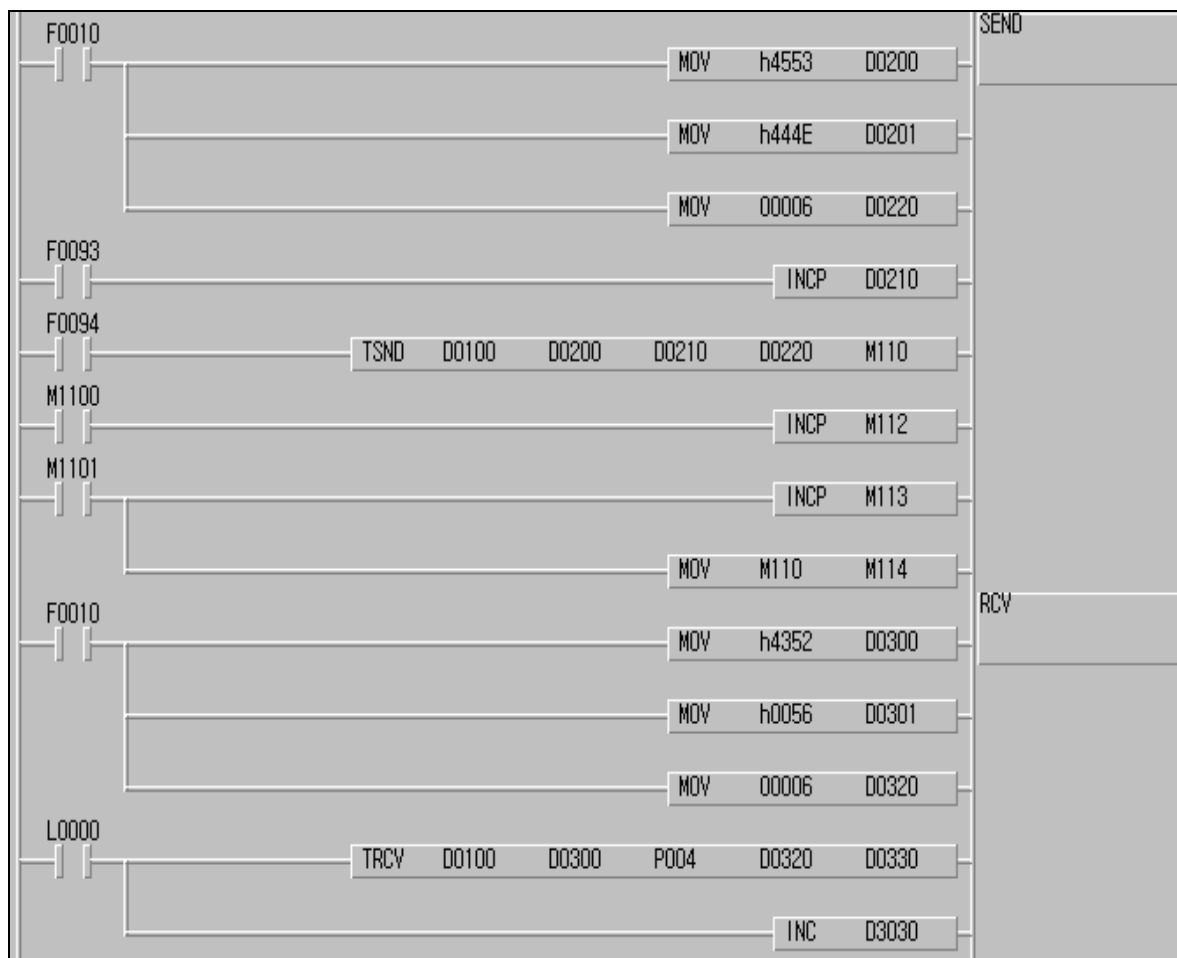 F0010
SEND
MOV h4553 D0200
MOV h444E D0201
MOV 00006 D0220
F0093
INCP D0210
F0094
TSND D0100 D0200 D0210 D0220 M110
M1100
INCP M112
M1101
INCP M113
MOV M110 M114
F0010
RCV
MOV h4352 D0300
MOV h0056 D0301
MOV 00006 D0320
L0000
TRCV D0100 D0300 P004 D0320 D0330
INC D3030